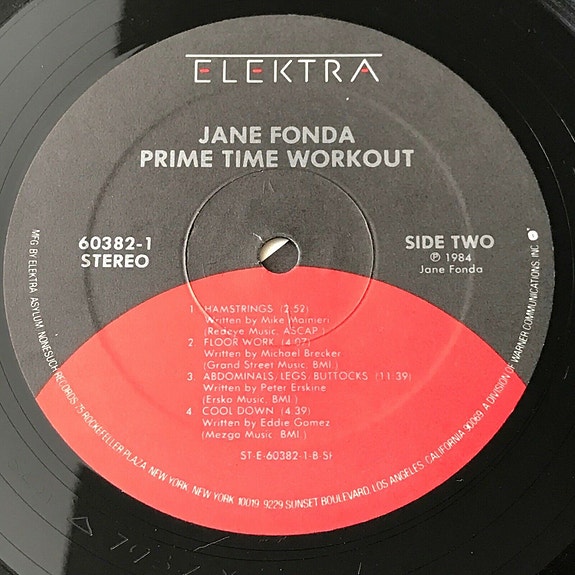 ELEKTRA
JANE FONDA
PRIME TIME WORKOUT
60382-1
STEREO
SIDE TWO
℗ 1984
Jane Fonda
1. HAMSTRINGS (2:52)
Written by Mike Mainieri
(Redeye Music, ASCAP)
2. FLOOR WORK (4:07)
Written by Michael Brecker
(Grand Street Music, BMI)
3. ABDOMINALS, LEGS, BUTTOCKS (11:39)
Written by Peter Erskine
(Ersko Music, BMI)
4. COOL DOWN (4:39)
Written by Eddie Gomez
(Mezgo Music, BMI)
ST-E-60382-1-B-SH
MFG. BY ELEKTRA/ASYLUM/NONESUCH RECORDS, 75 ROCKEFELLER PLAZA, NEW YORK, NEW YORK 10019. 9229 SUNSET BOULEVARD, LOS ANGELES, CALIFORNIA 90069. A DIVISION OF WARNER COMMUNICATIONS, INC.